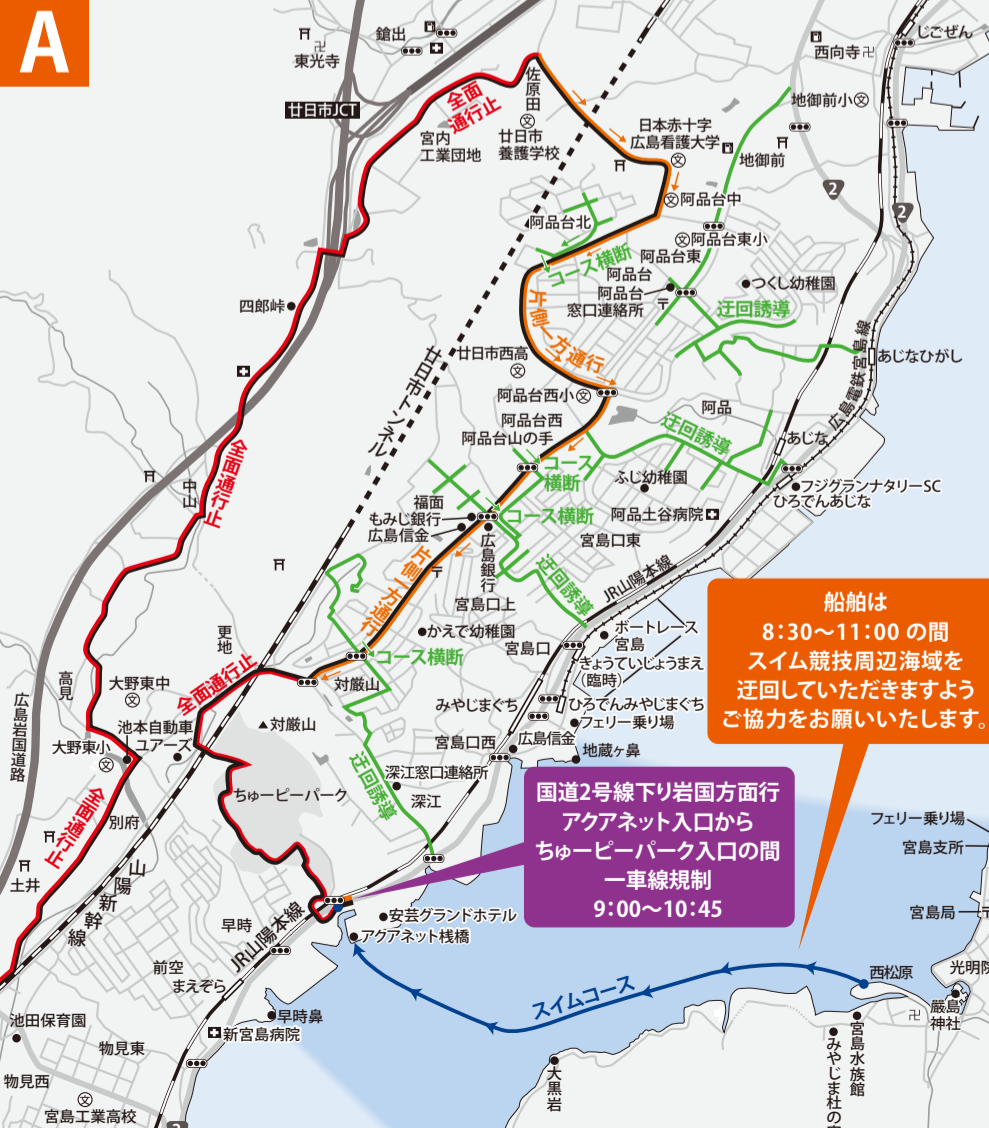 A
鎗出
東光寺
廿日市JCT
全面
通行止
宮内
工業団地
佐原田
廿日市
養護学校
日本赤十字
広島看護大学
西向寺
じごぜん
地御前小
地御前
2
2
阿品台中
阿品台北
コース横断
阿品台東小
阿品台東
阿品台
阿品台
窓口連絡所
つくし幼稚園
迂回誘導
四郎峠
片側一方通行
廿日市西高
廿日市トンネル
阿品台西小
あじなひがし
広島電鉄宮島線
阿品台西
阿品台山の手
阿品
迂回誘導
あじな
コース
横断
ふじ幼稚園
フジグランナタリーSC
ひろでんあじな
全面通行止
中山
福面
もみじ銀行
広島信金
コース横断
阿品土谷病院
広島銀行
宮島口東
片側一方通行
迂回誘導
JR山陽本線
宮島口上
更地
かえで幼稚園
コース横断
宮島口
ボートレース
宮島
きょうていじょうまえ
（臨時）
高見
全面通行止
大野東中
対厳山
みやじまぐち
ひろでんみやじまぐち
フェリー乗り場
広島岩国道路
池本自動車
ユアーズ
対厳山
大野東小
宮島口西
広島信金
地蔵ヶ鼻
迂回誘導
深江窓口連絡所
深江
ちゅーピーパーク
全面通行止
別府
土井
山陽新幹線
船舶は
8：30～11：00 の間
スイム競技周辺海域を
迂回していただきますよう
ご協力をお願いいたします。
国道2号線下り岩国方面行
アクアネット入口から
ちゅーピーパーク入口の間
一車線規制
9：00～10：45
フェリー乗り場
宮島支所
宮島局
早時
JR山陽本線
安芸グランドホテル
アクアネット桟橋
前空
まえぞら
スイムコース
西松原
光明院
厳島
神社
早時鼻
新宮島病院
池田保育園
物見東
物見西
宮島工業高校
大黒岩
宮島水族館
みやじま杜の宿
2